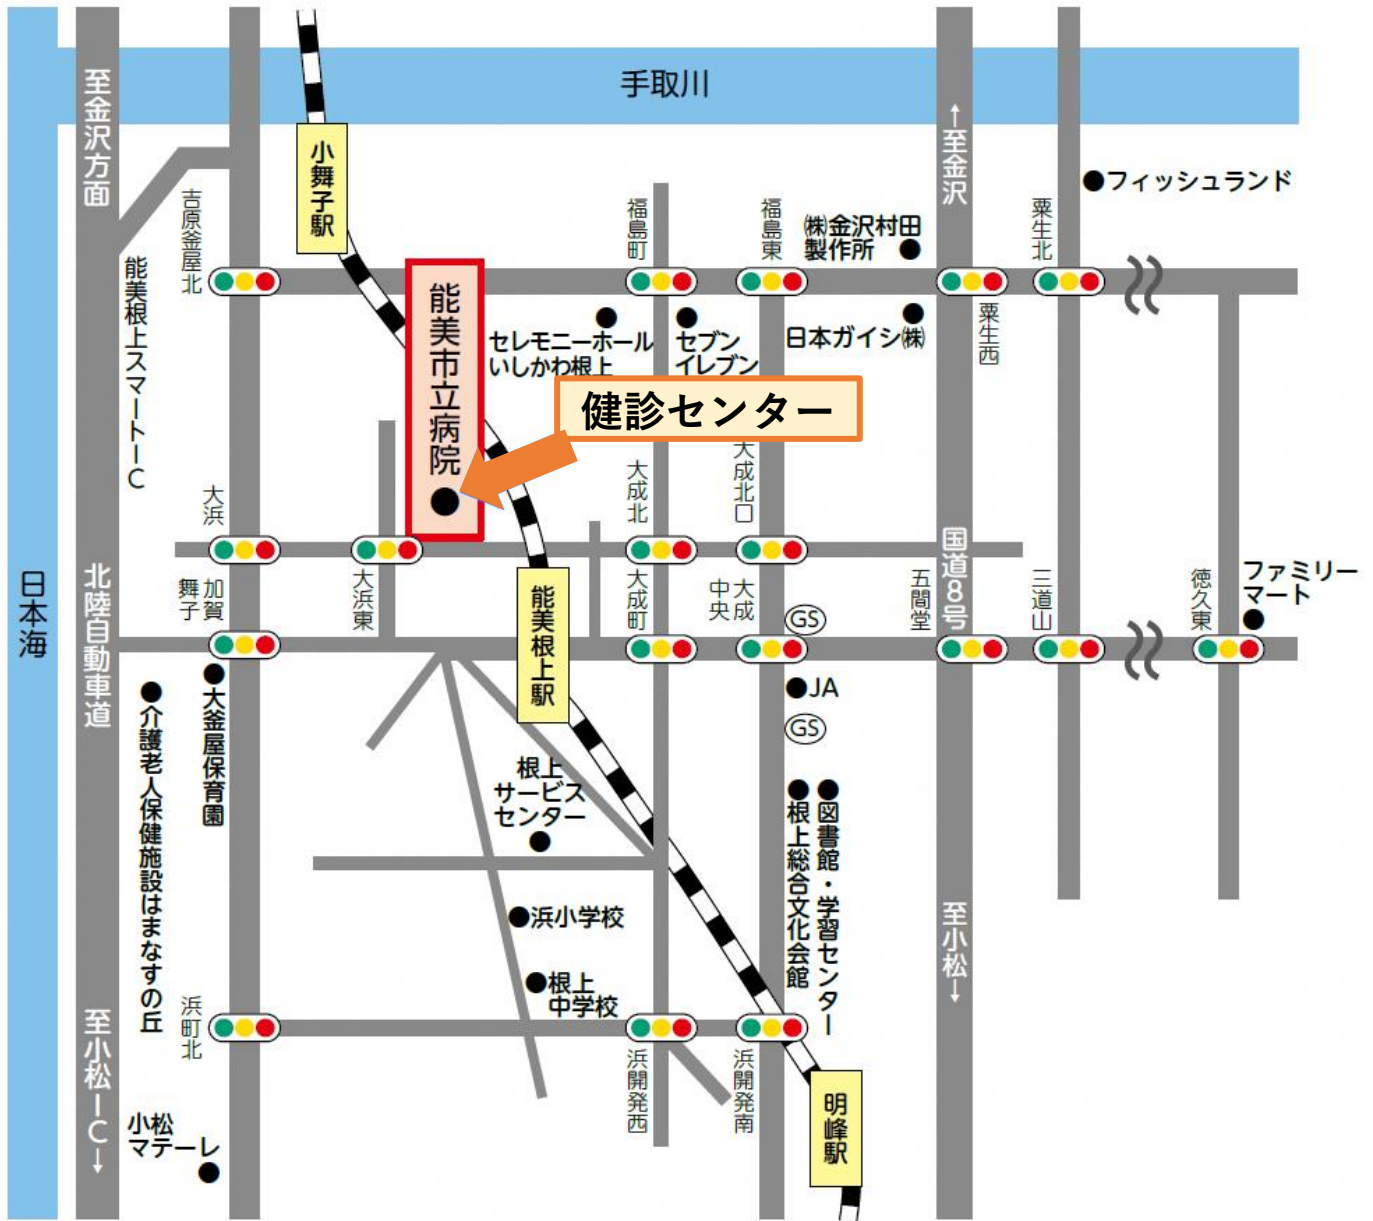 手取川
至金沢方面
←至金沢
小舞子駅
フィッシュランド
吉原釜屋北
福島町
福島東
㈱金沢村田
製作所
粟生北
能美根上スマートIC
能美市立病院
セレモニーホール
いしかわ根上
セブン
イレブン
日本ガイシ㈱
粟生西
健診センター
大浜
大成北
大成北口
国道8号
日本海
北陸自動車道
加賀
舞子
大浜東
能美根上駅
大成町
大成
中央
GS
五間堂
三道山
徳久東
ファミリー
マート
大釜屋保育園
介護老人保健施設はまなすの丘
JA
GS
根上
サービス
センター
図書館・学習センター
根上総合文化会館
浜小学校
根上
中学校
至小松→
浜町北
至小松IC→
浜開発西
浜開発南
明峰駅
小松
マテーレ